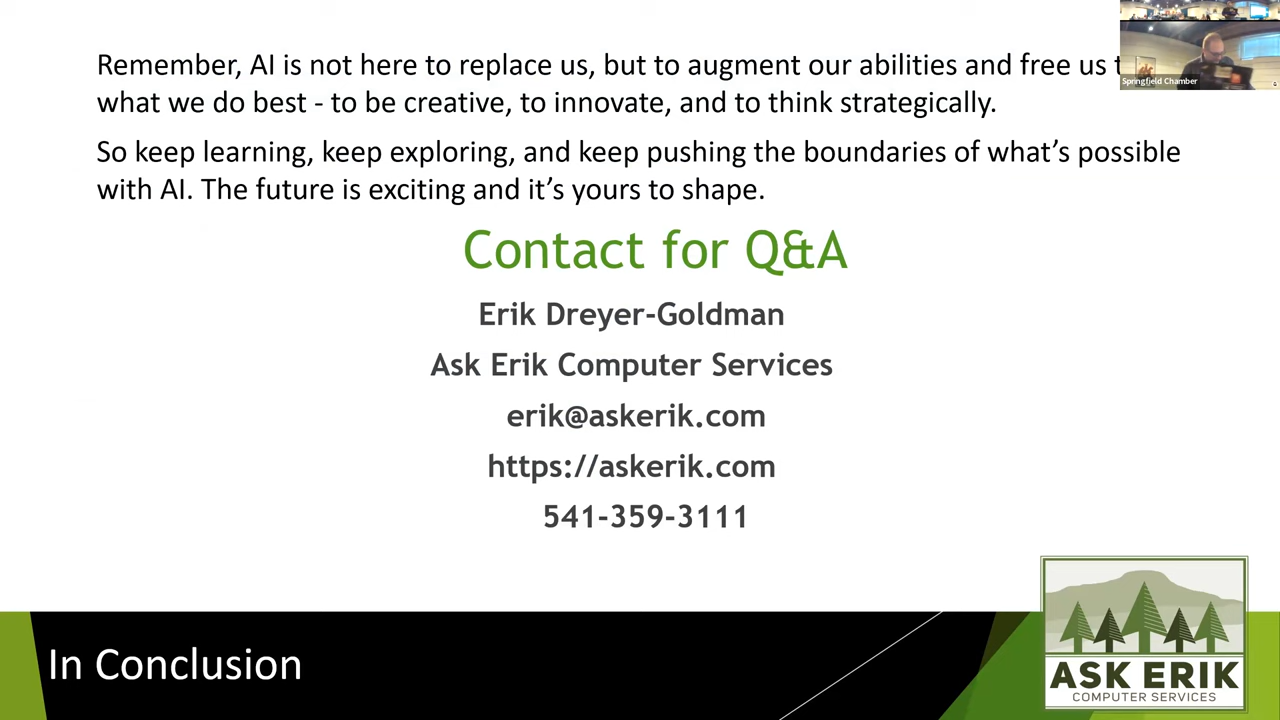 Remember, AI is not here to replace us, but to augment our abilities and free us
what we do best - to be creative, to innovate, and to think strategically.
So keep learning, keep exploring, and keep pushing the boundaries of what's possible
with AI. The future is exciting and it's yours to shape.
Contact for Q&A
Erik Dreyer-Goldman
Ask Erik Computer Services
erik@askerik.com
https://askerik.com
541-359-3111
In Conclusion
ASK ERIK
COMPUTER SERVICES
Springfield Chamber